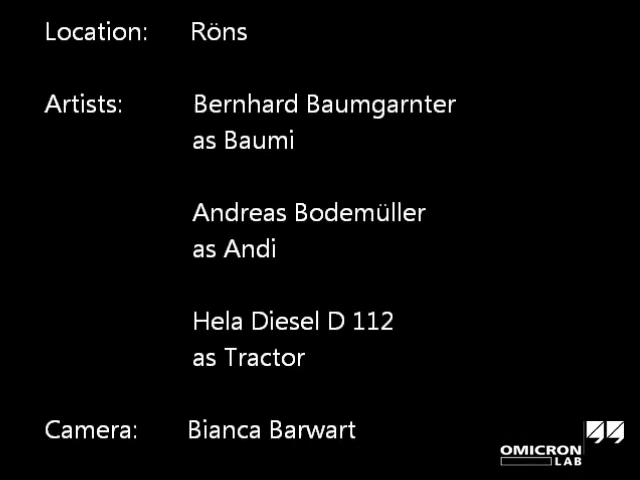 Location: Röns
Artists: Bernhard Baumgarnter
as Baumi
Andreas Bodemüller
as Andi
Hela Diesel D 112
as Tractor
Camera: Bianca Barwart
OMICRON
LAB